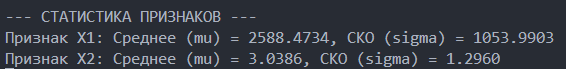 --- СТАТИСТИКА ПРИЗНАКОВ ---
Признак X1: Среднее (mu) = 2588.4734, СКО (sigma) = 1053.9903
Признак X2: Среднее (mu) = 3.0386, СКО (sigma) = 1.2960